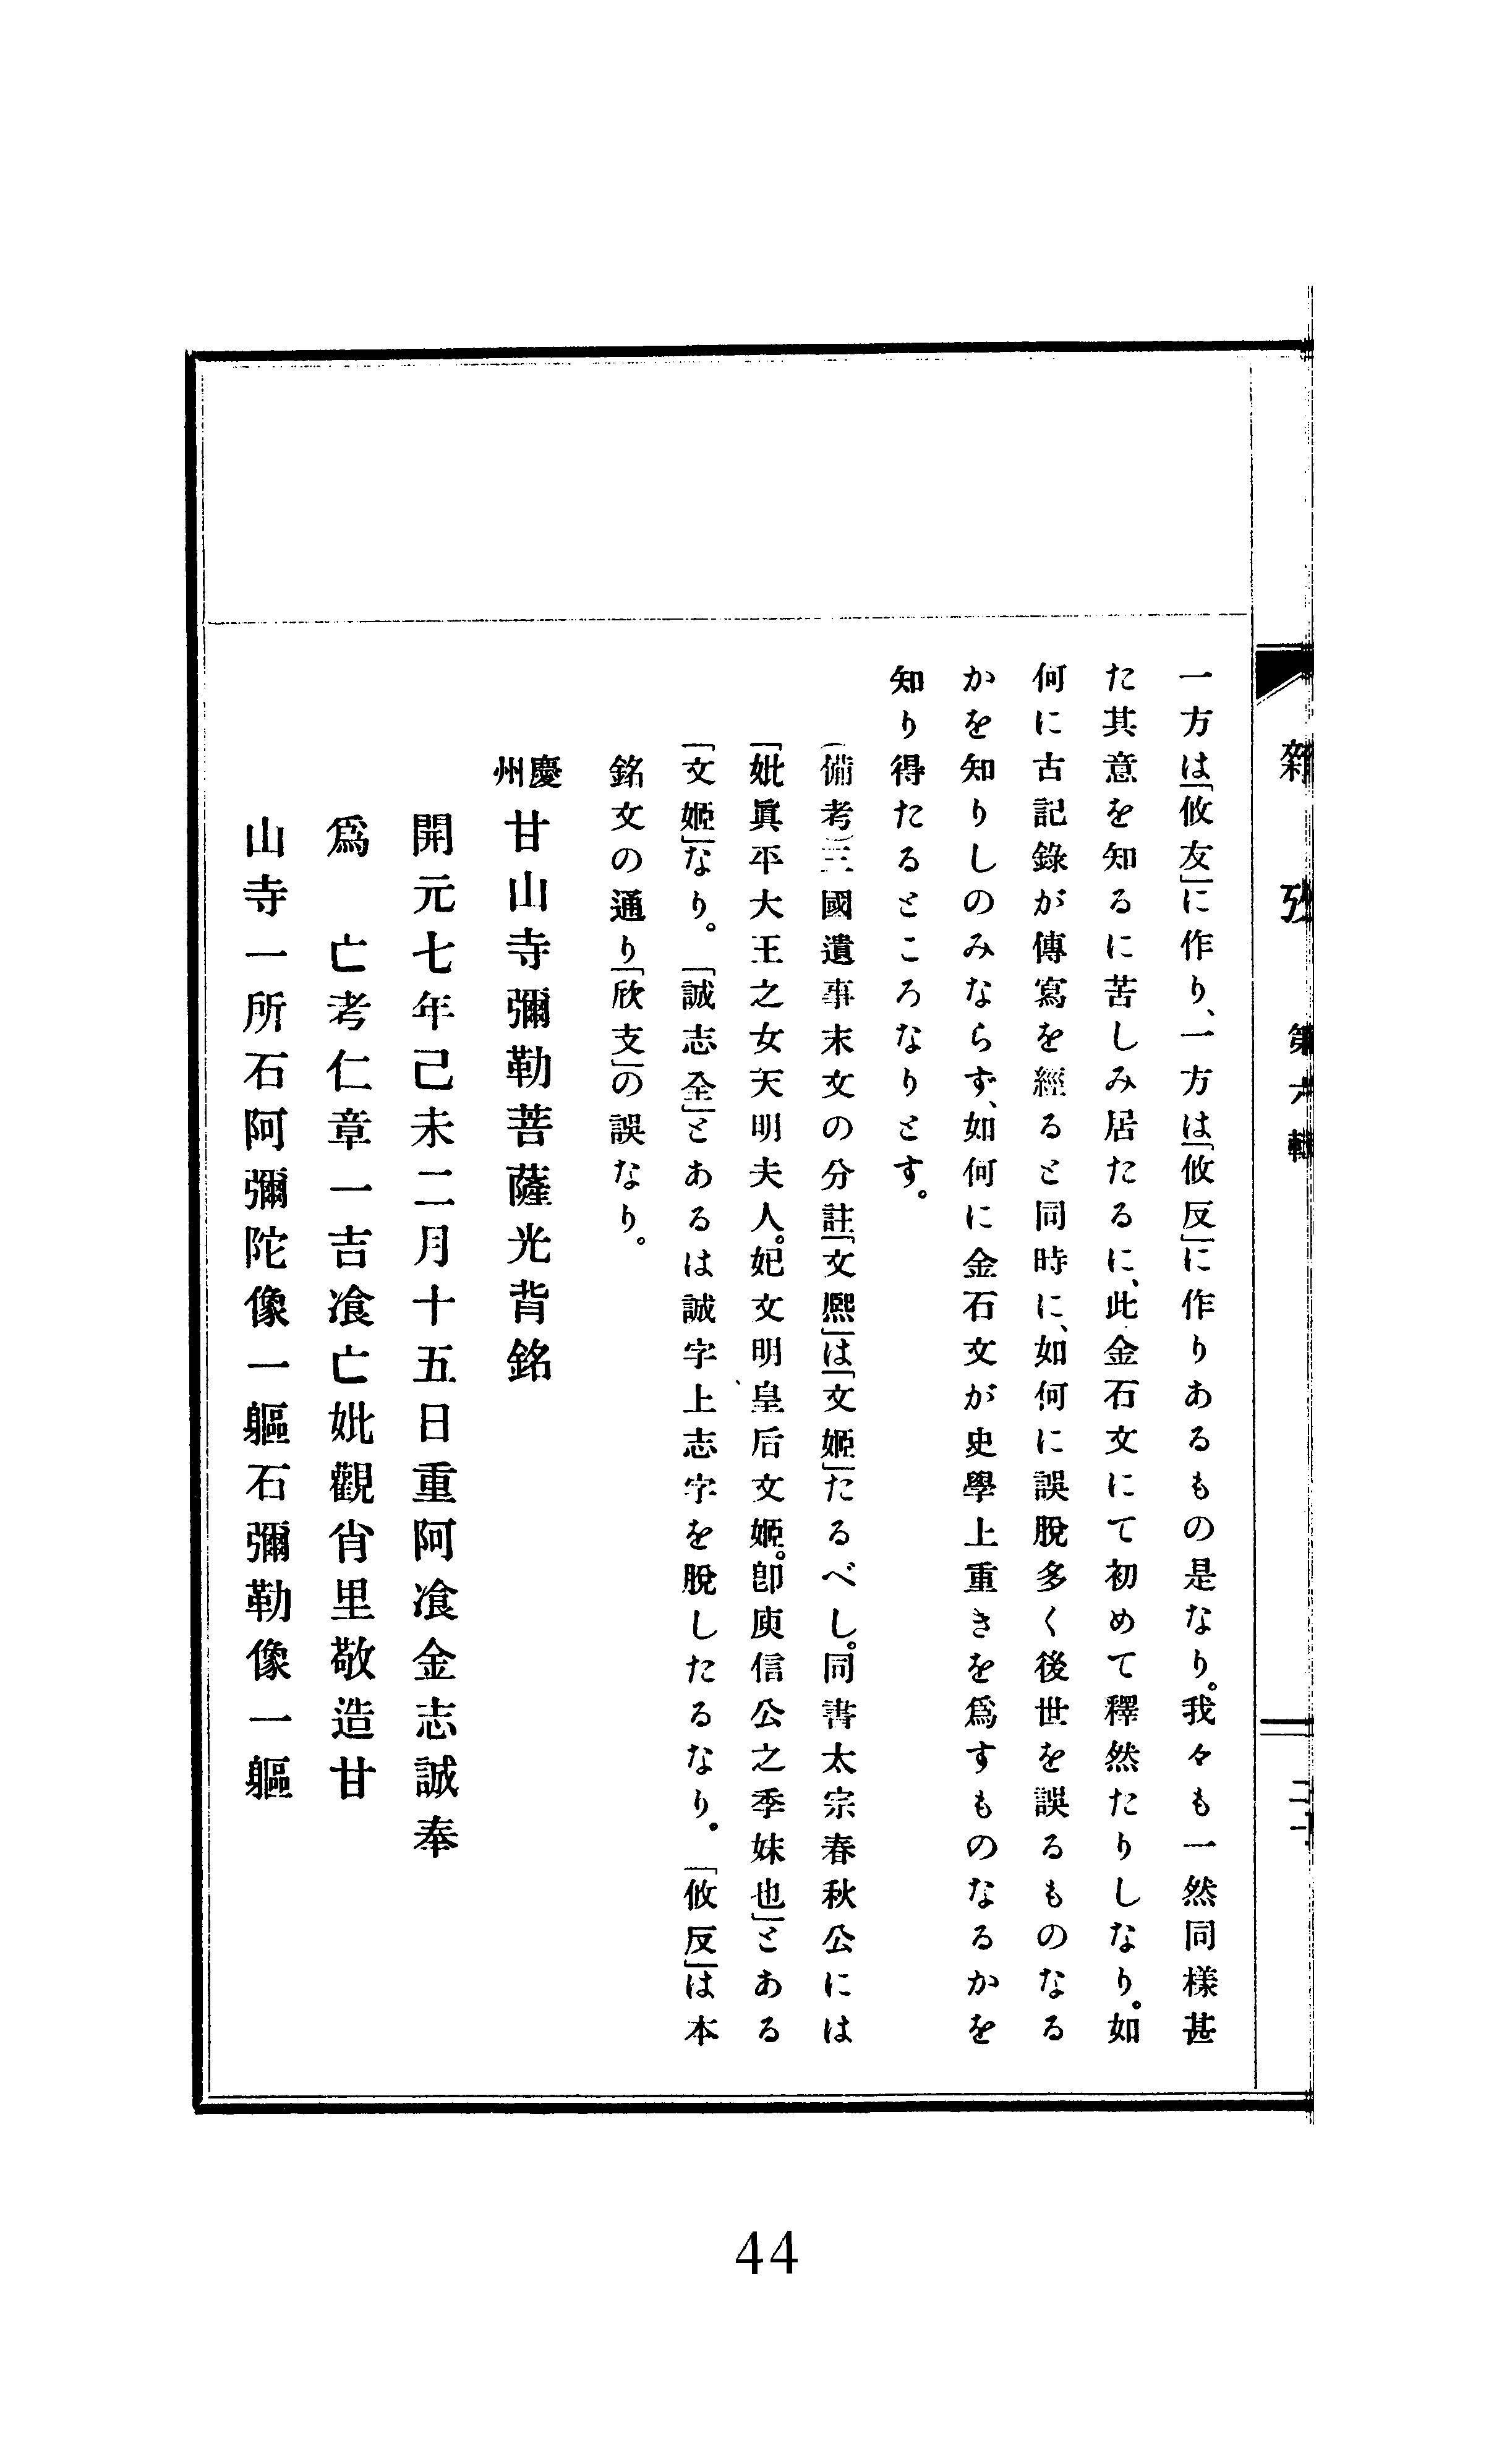 雜攷 第六輯
一方は「攸友」に作り、一方は「攸反」に作りあるもの是なり。我々も一然同樣甚
た其意を知るに苦しみ居たるに、此金石文にて初めて釋然たりしなり。如
何に古記錄が傳寫を經ると同時に、如何に誤脫多く後世を誤るものなる
かを知りしのみならず、如何に金石文が史學上重きを爲すものなるかを
知り得たるところなりとす。
(備考)三國遺事末文の分註「文熈」は「文姬」たるべし。同書太宗春秋公には
「妣眞平大王之女天明夫人。妃文明皇后文姬。卽庾信公之季妹也」とある
「文姬」なり。「誠志全」とあるは誠字上志字を脫したるなり。「攸反」は本
銘文の通り「欣支」の誤なり。
慶州 甘山寺彌勒菩薩光背銘
開元七年己未二月十五日重阿飡金志誠奉
爲 亡考仁章一吉飡亡妣觀肖里敬造甘
山寺一所石阿彌陀像一軀石彌勒像一軀
44